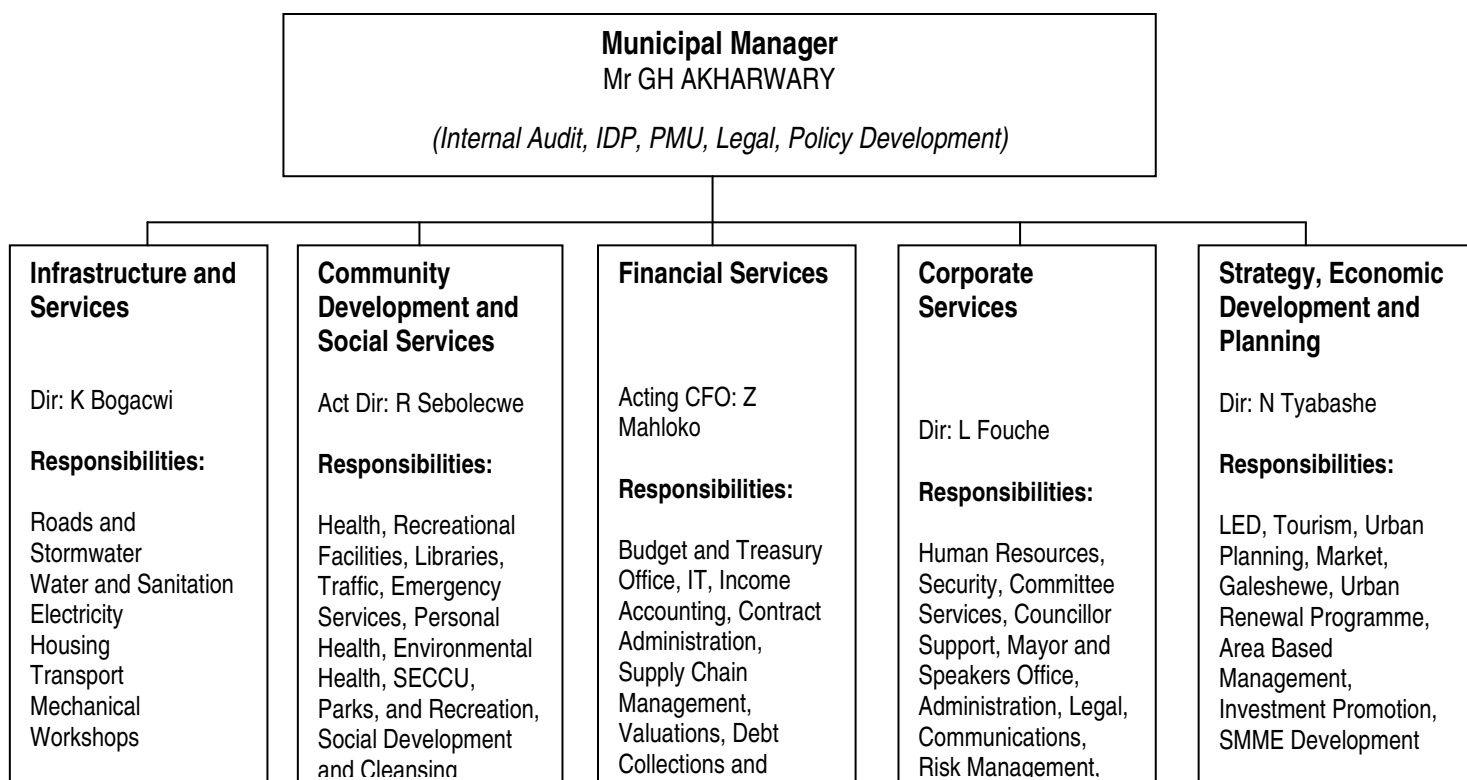 Municipal Manager
Mr GH AKHARWARY
(Internal Audit, IDP, PMU, Legal, Policy Development)
Infrastructure and
Services
Dir: K Bogacwi
Responsibilities:
Roads and
Stormwater
Water and Sanitation
Electricity
Housing
Transport
Mechanical
Workshops
Community
Development and
Social Services
Act Dir: R Sebolecwe
Responsibilities:
Health, Recreational
Facilities, Libraries,
Traffic, Emergency
Services, Personal
Health, Environmental
Health, SECCU,
Parks, and Recreation,
Social Development
and Cleansing
Financial Services
Acting CFO: Z
Mahloko
Responsibilities:
Budget and Treasury
Office, IT, Income
Accounting, Contract
Administration,
Supply Chain
Management,
Valuations, Debt
Collections and
Corporate
Services
Dir: L Fouche
Responsibilities:
Human Resources,
Security, Committee
Services, Councillor
Support, Mayor and
Speakers Office,
Administration, Legal,
Communications,
Risk Management,
Strategy, Economic
Development and
Planning
Dir: N Tyabashe
Responsibilities:
LED, Tourism, Urban
Planning, Market,
Galeshewe, Urban
Renewal Programme,
Area Based
Management,
Investment Promotion,
SMME Development